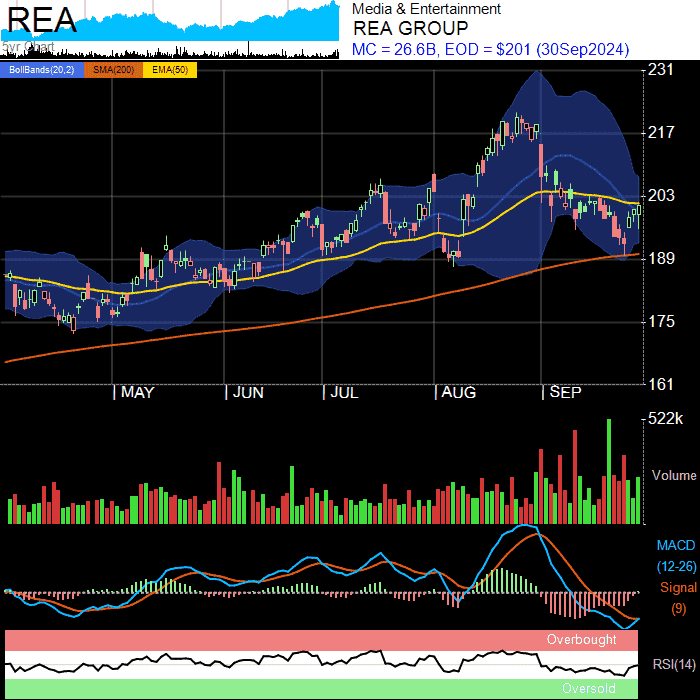 REA
5yr Chart
Media & Entertainment
REA GROUP
MC = 26.6B, EOD = $201 (30Sep2024)
BollBands(20,2) SMA(200) EMA(50)
231
217
203
189
175
161
MAY JUN JUL AUG SEP
522k
Volume
MACD
(12-26)
Signal
(9)
Overbought
RSI(14)
Oversold